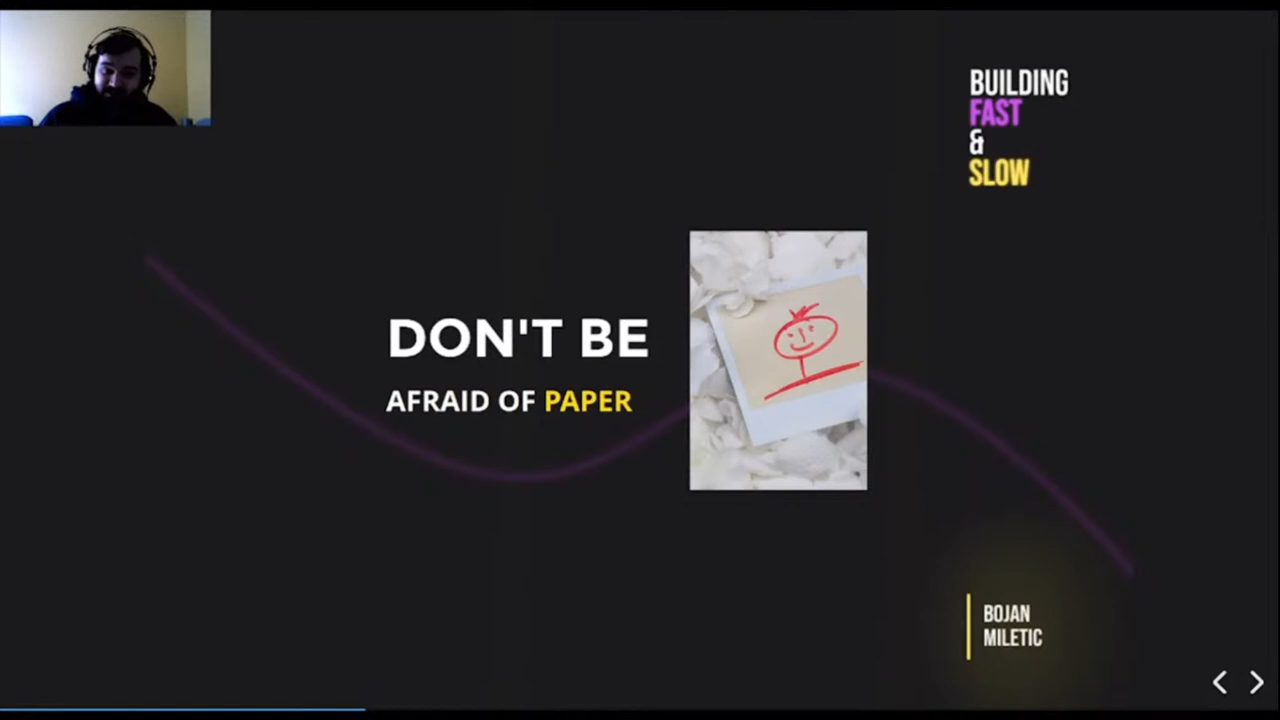 BUILDING
FAST
&
SLOW
DON'T BE
AFRAID OF PAPER
BOJAN
MILETIC